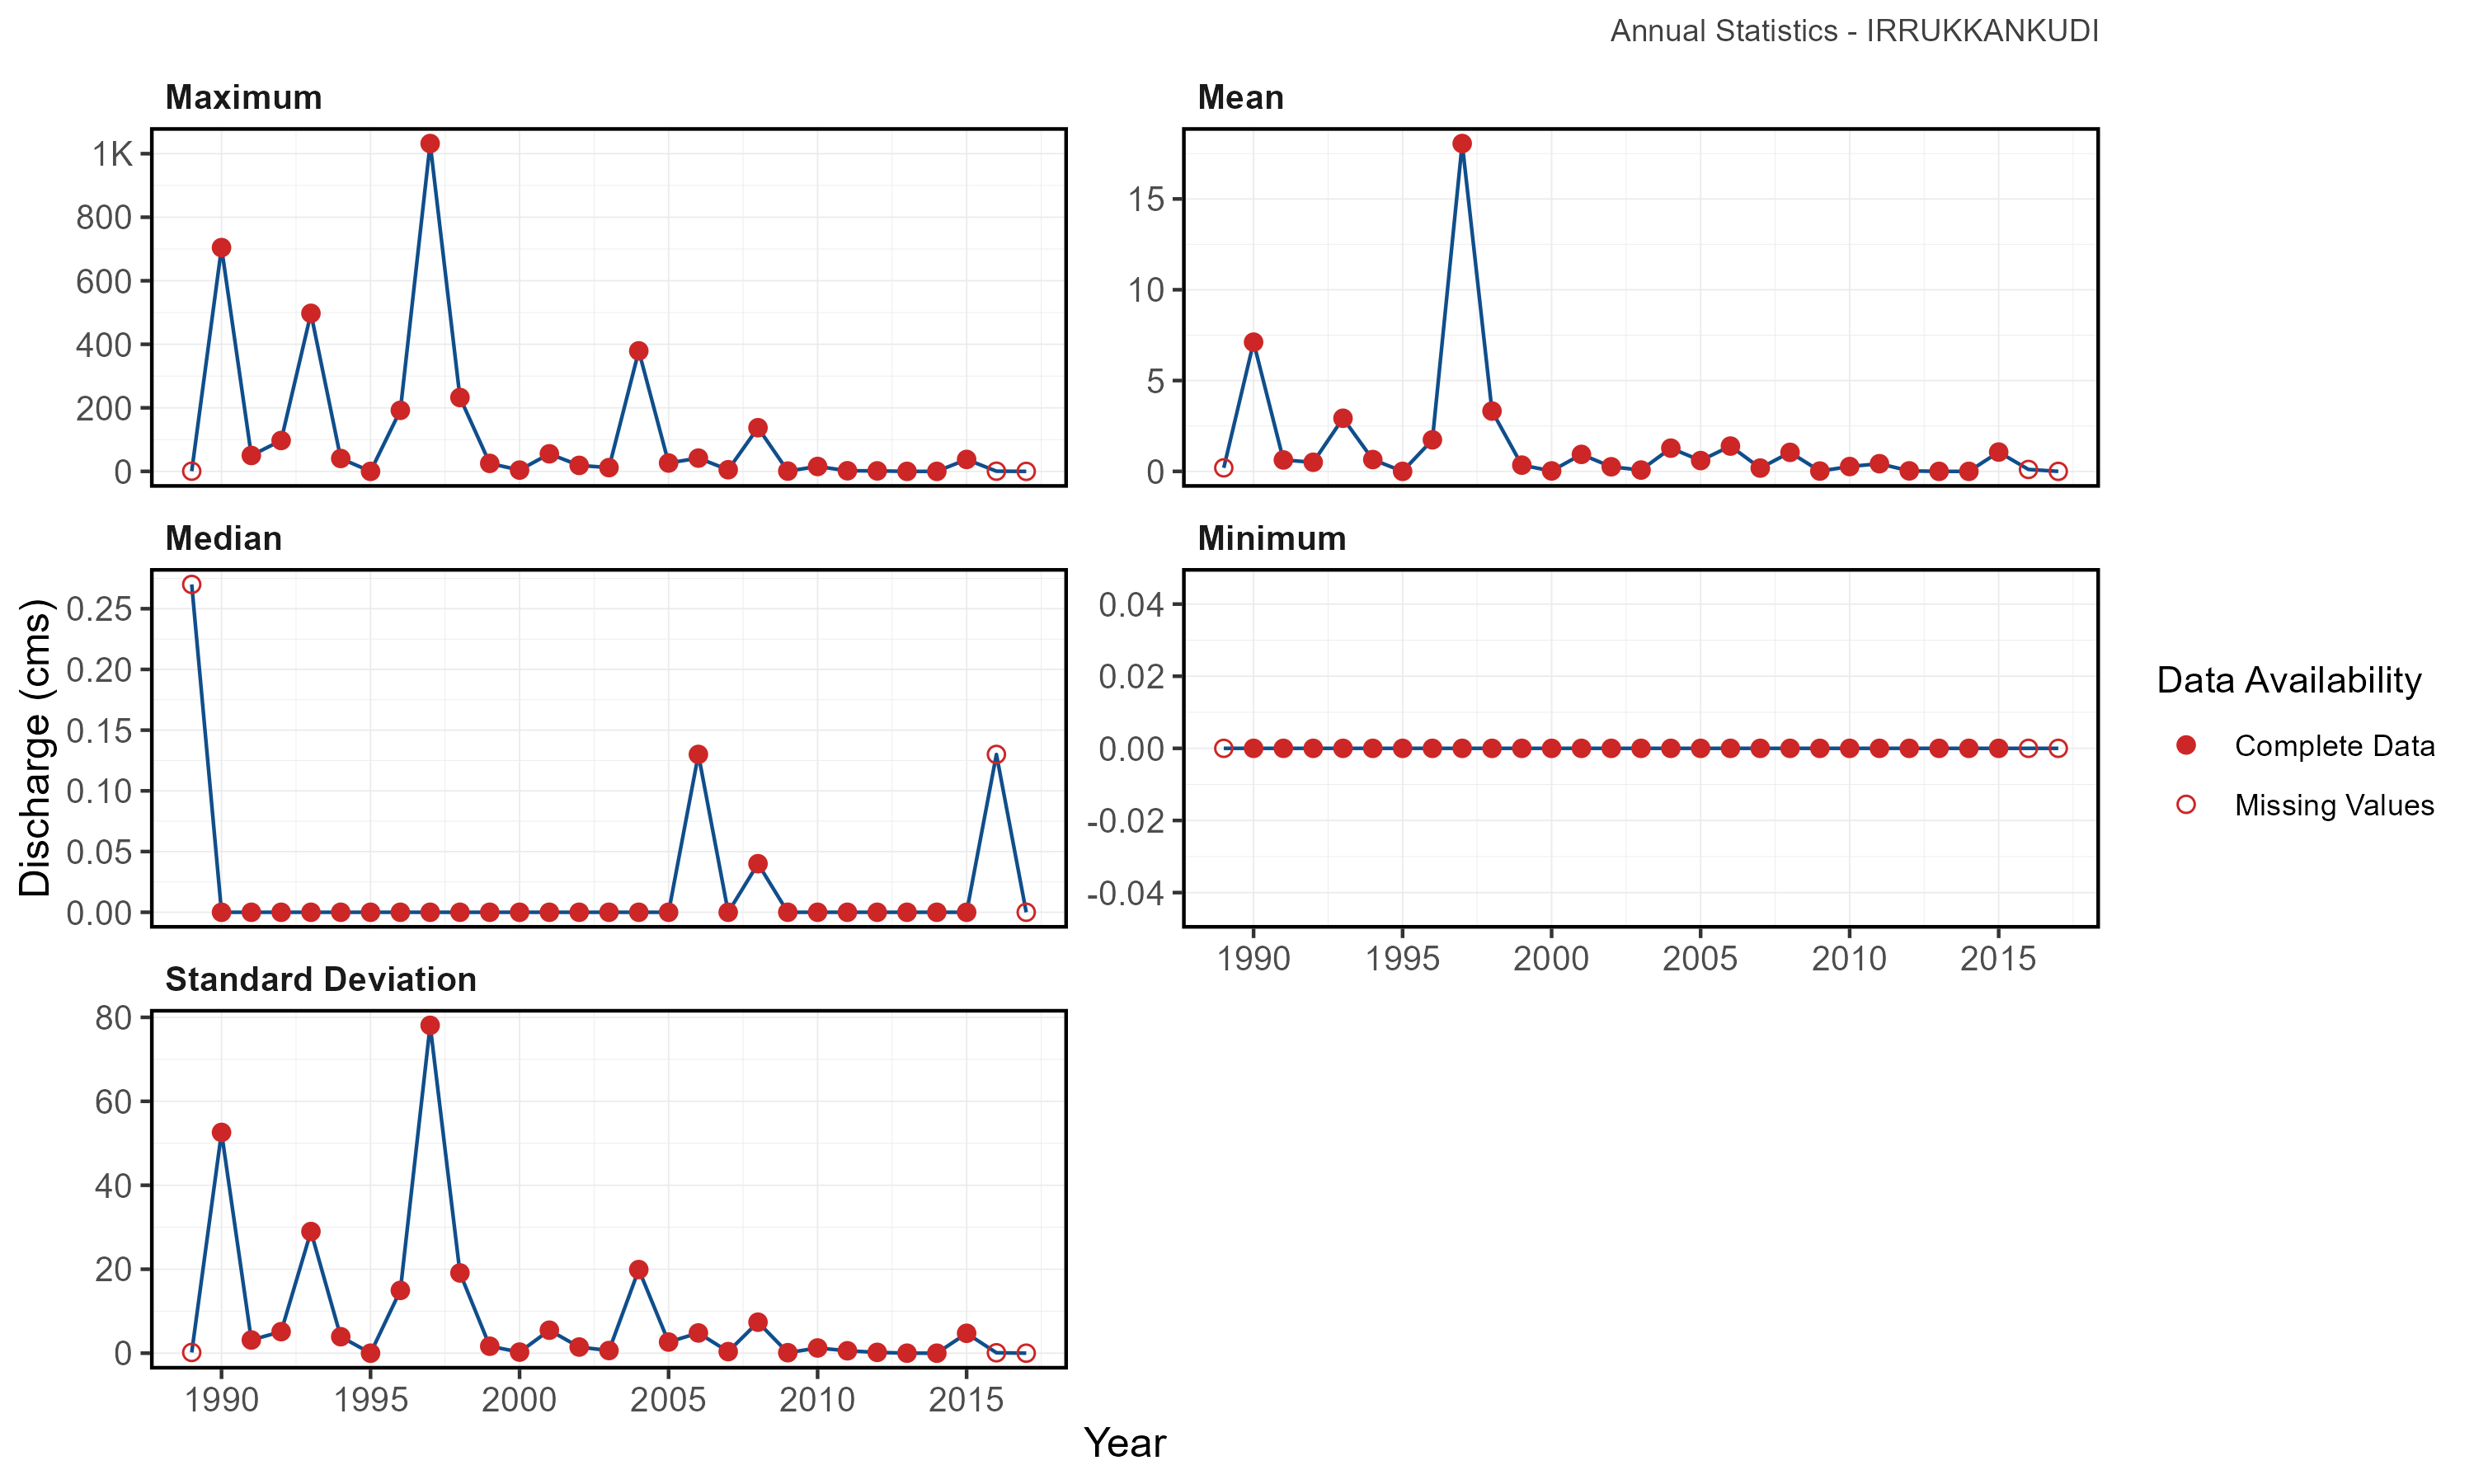 Annual Statistics - IRRUKKANKUDI
Maximum
1K
800
600
400
200
0
Mean
15
10
5
0
Median
0.25
0.20
0.15
0.10
0.05
0.00
Minimum
0.04
0.02
0.00
-0.02
-0.04
1990 1995 2000 2005 2010 2015
Standard Deviation
80
60
40
20
0
1990 1995 2000 2005 2010 2015
Discharge (cms)
Year
Data Availability
Complete Data
Missing Values